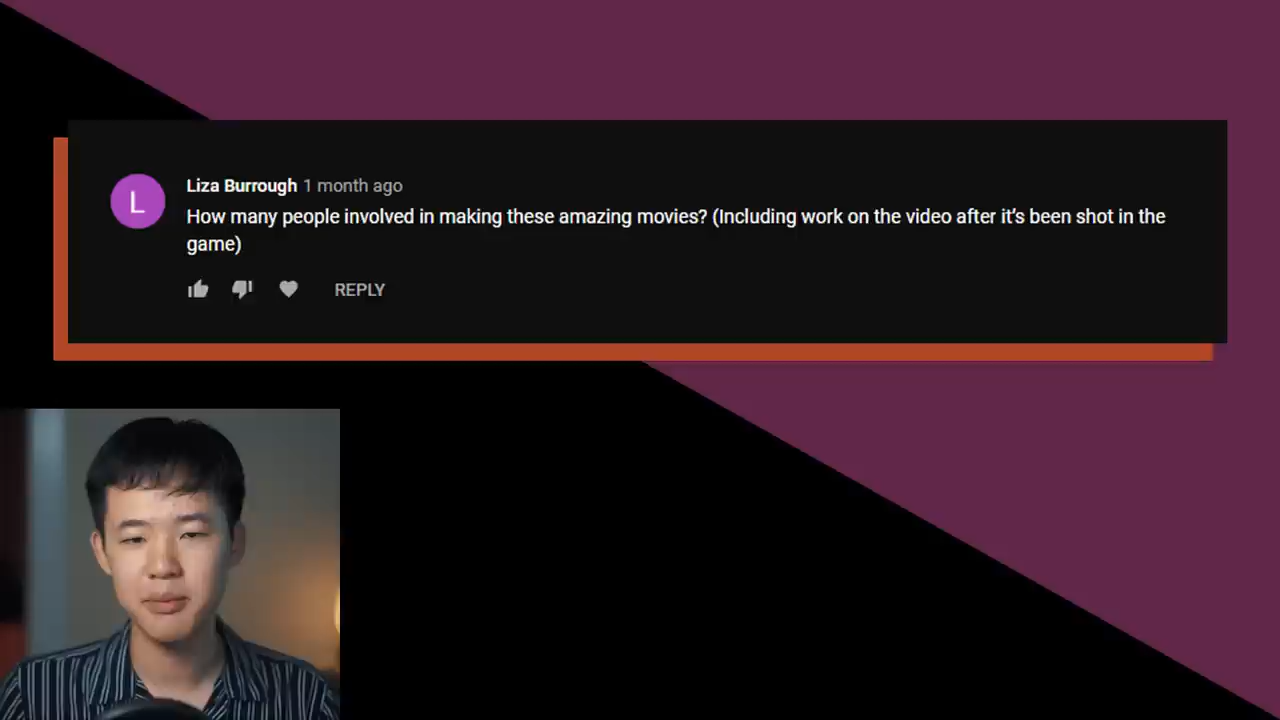 L
Liza Burrough 1 month ago
How many people involved in making these amazing movies? (Including work on the video after it's been shot in the
game)
REPLY